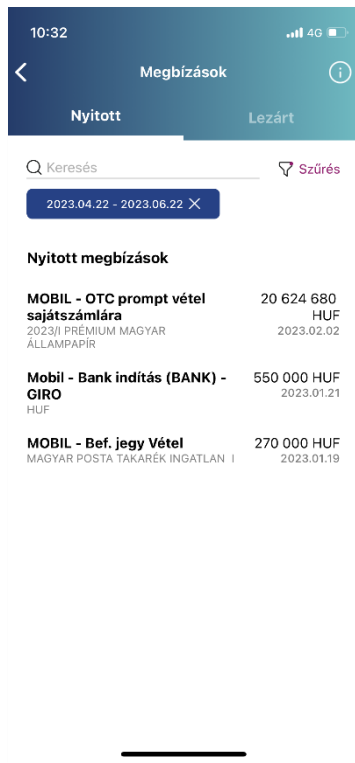 10:32 4G
Megbízások
Nyitott Lezárt
Keresés Szűrés
2023.04.22 - 2023.06.22
Nyitott megbízások
MOBIL - OTC prompt vétel 20 624 680
sajátszámlára HUF
2023/I PRÉMIUM MAGYAR 2023.02.02
ÁLLAMPAPÍR
Mobil - Bank indítás (BANK) - 550 000 HUF
GIRO 2023.01.21
HUF
MOBIL - Bef. jegy Vétel 270 000 HUF
MAGYAR POSTA TAKARÉK INGATLAN I 2023.01.19